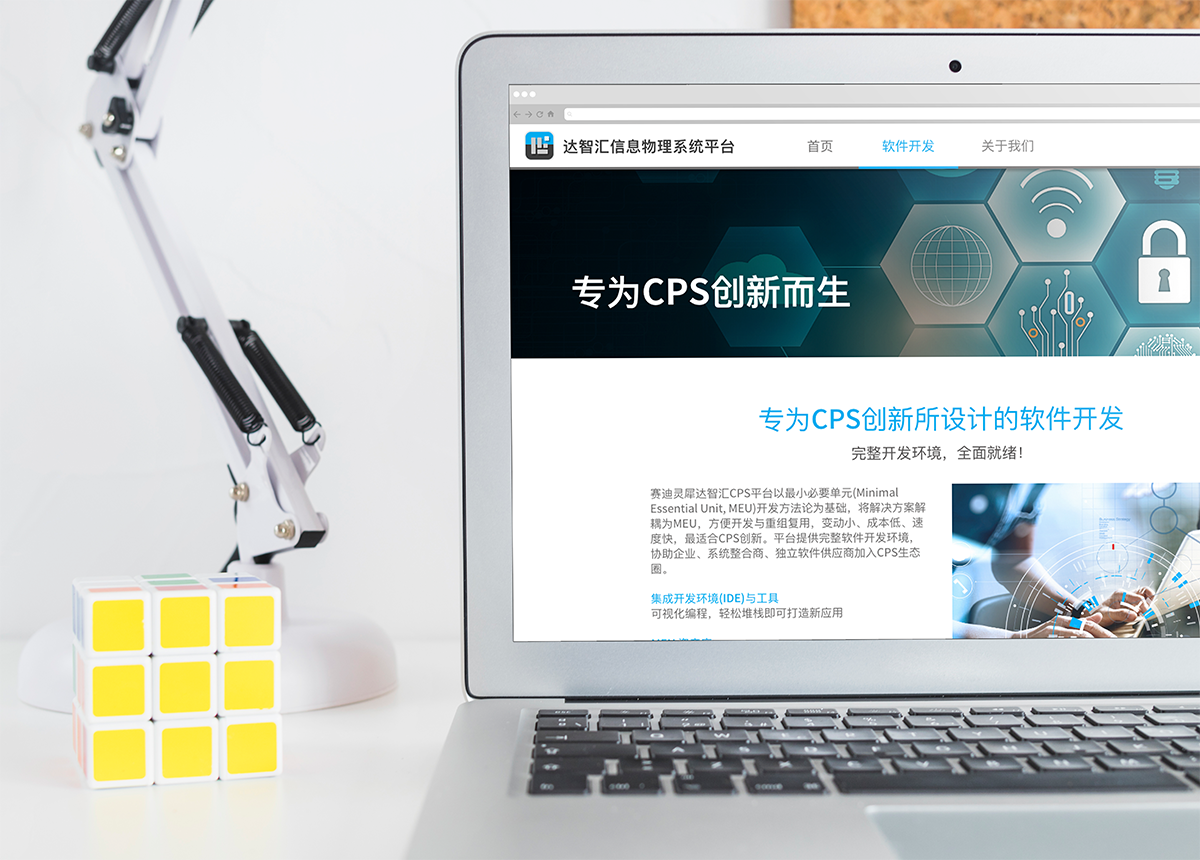 达智汇信息物理系统平台
首页
软件开发
关于我们
专为CPS创新而生
专为CPS创新所设计的软件开发
完整开发环境，全面就绪！
赛迪灵犀达智汇CPS平台以最小必要单元(Minimal
Essential Unit, MEU)开发方法论为基础，将解决方案解
耦为MEU，方便开发与重组复用，变动小、成本低、速
度快，最适合CPS创新。平台提供完整软件开发环境，
协助企业、系统整合商、独立软件供应商加入CPS生态
圈。
集成开发环境(IDE)与工具
可视化编程，轻松堆栈即可打造新应用